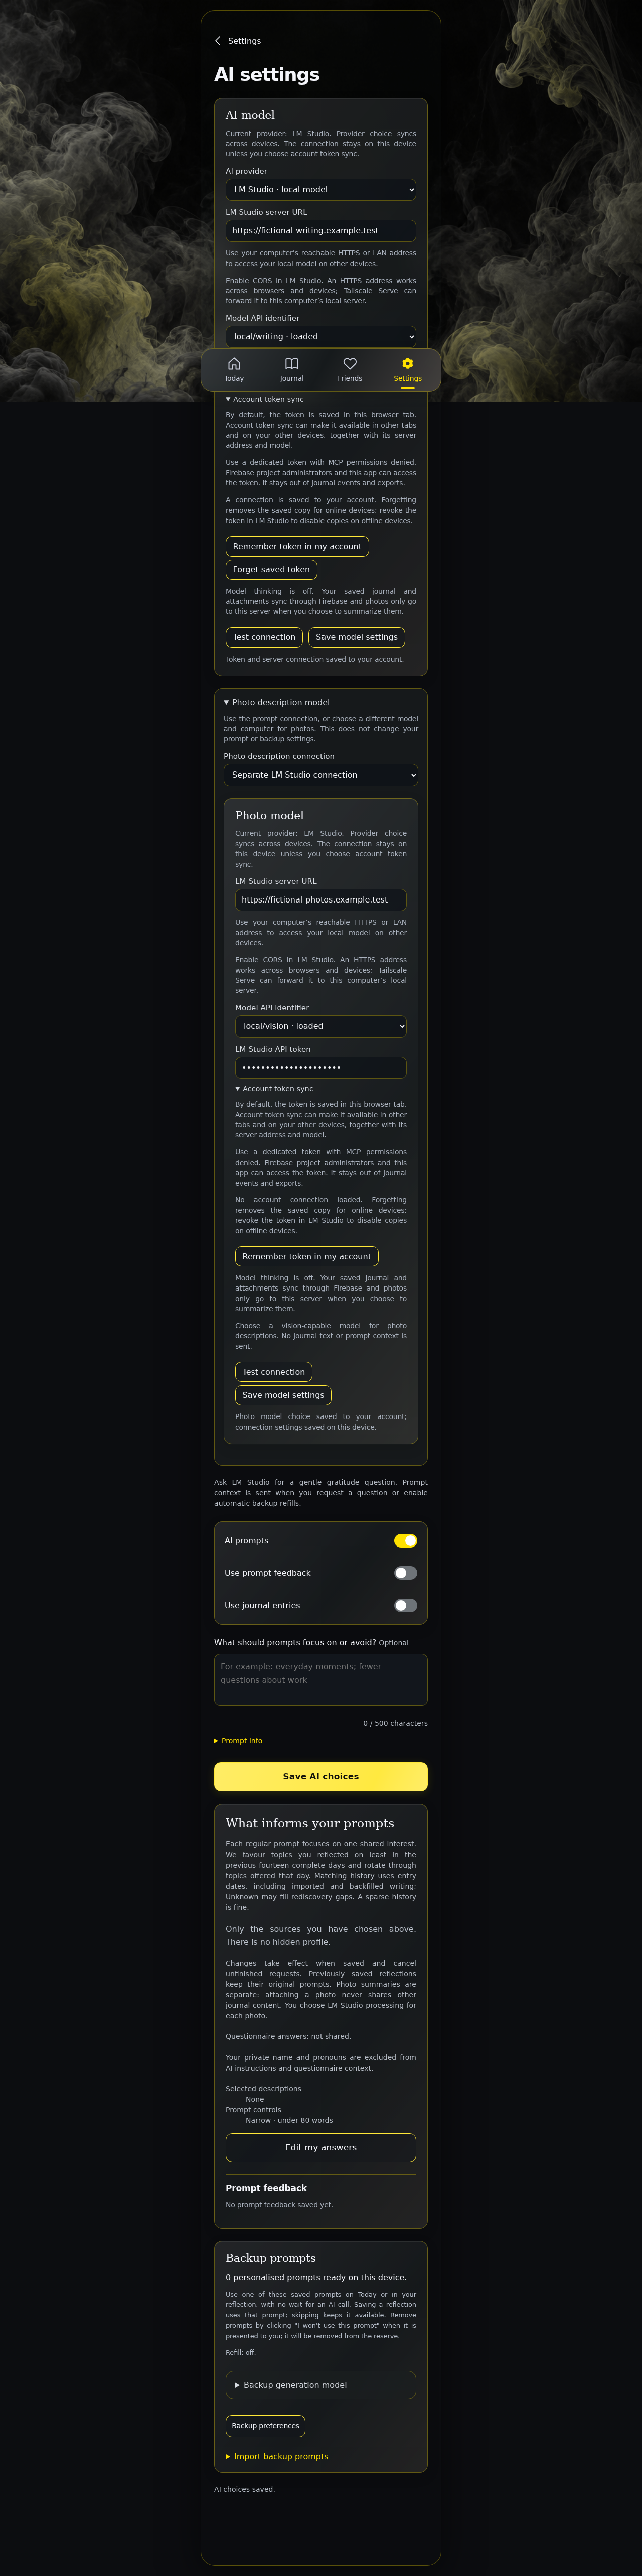 Settings
AI settings
AI model
Current provider: LM Studio. Provider choice syncs
across devices. The connection stays on this device
unless you choose account token sync.
AI provider
LM Studio · local model
LM Studio server URL
https://fictional-writing.example.test
Use your computer's reachable HTTPS or LAN address
to access your local model on other devices.
Enable CORS in LM Studio. An HTTPS address works
across browsers and devices; Tailscale Serve can
forward it to this computer's local server.
Model API identifier
local/writing · loaded
Today
Journal
Friends
Settings
▼ Account token sync
By default, the token is saved in this browser tab.
Account token sync can make it available in other tabs
and on your other devices, together with its server
address and model.
Use a dedicated token with MCP permissions denied.
Firebase project administrators and this app can access
the token. It stays out of journal events and exports.
A connection is saved to your account. Forgetting
removes the saved copy for online devices; revoke the
token in LM Studio to disable copies on offline devices.
Remember token in my account
Forget saved token
Model thinking is off. Your saved journal and
attachments sync through Firebase and photos only go
to this server when you choose to summarize them.
Test connection
Save model settings
Token and server connection saved to your account.
▼ Photo description model
Use the prompt connection, or choose a different model
and computer for photos. This does not change your
prompt or backup settings.
Photo description connection
Separate LM Studio connection
Photo model
Current provider: LM Studio. Provider choice
syncs across devices. The connection stays on
this device unless you choose account token
sync.
LM Studio server URL
https://fictional-photos.example.test
Use your computer's reachable HTTPS or LAN
address to access your local model on other
devices.
Enable CORS in LM Studio. An HTTPS address
works across browsers and devices; Tailscale
Serve can forward it to this computer's local
server.
Model API identifier
local/vision · loaded
LM Studio API token
•••••••••••••••••••••
▼ Account token sync
By default, the token is saved in this browser tab.
Account token sync can make it available in other
tabs and on your other devices, together with its
server address and model.
Use a dedicated token with MCP permissions
denied. Firebase project administrators and this
app can access the token. It stays out of journal
events and exports.
No account connection loaded. Forgetting
removes the saved copy for online devices;
revoke the token in LM Studio to disable copies
on offline devices.
Remember token in my account
Model thinking is off. Your saved journal and
attachments sync through Firebase and photos
only go to this server when you choose to
summarize them.
Choose a vision-capable model for photo
descriptions. No journal text or prompt context is
sent.
Test connection
Save model settings
Photo model choice saved to your account;
connection settings saved on this device.
Ask LM Studio for a gentle gratitude question. Prompt
context is sent when you request a question or enable
automatic backup refills.
AI prompts
Use prompt feedback
Use journal entries
What should prompts focus on or avoid? Optional
For example: everyday moments; fewer
questions about work
0 / 500 characters
▶ Prompt info
Save AI choices
What informs your prompts
Each regular prompt focuses on one shared interest.
We favour topics you reflected on least in the
previous fourteen complete days and rotate through
topics offered that day. Matching history uses entry
dates, including imported and backfilled writing;
Unknown may fill rediscovery gaps. A sparse history
is fine.
Only the sources you have chosen above.
There is no hidden profile.
Changes take effect when saved and cancel
unfinished requests. Previously saved reflections
keep their original prompts. Photo summaries are
separate: attaching a photo never shares other
journal content. You choose LM Studio processing for
each photo.
Questionnaire answers: not shared.
Your private name and pronouns are excluded from
AI instructions and questionnaire context.
Selected descriptions
None
Prompt controls
Narrow · under 80 words
Edit my answers
Prompt feedback
No prompt feedback saved yet.
Backup prompts
0 personalised prompts ready on this device.
Use one of these saved prompts on Today or in your
reflection, with no wait for an AI call. Saving a reflection
uses that prompt; skipping keeps it available. Remove
prompts by clicking "I won't use this prompt" when it is
presented to you; it will be removed from the reserve.
Refill: off.
▶ Backup generation model
Backup preferences
▶ Import backup prompts
AI choices saved.